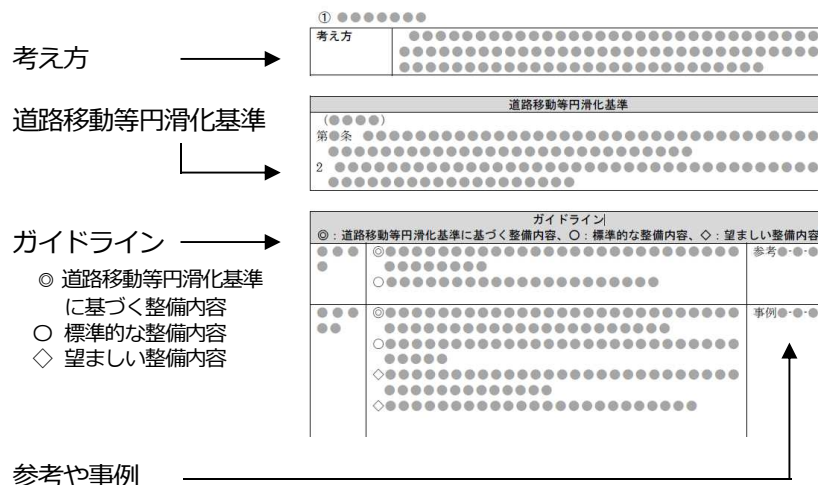 ① ●●●●●●●
考え方
考え方
●●●●●●●●●●●●●●●●●●●●●●●●●●●●●●●
●●●●●●●●●●●●●●●●●●●●●●●●●●●●●●●●
●●●●●●●●●●●●●●●●●●●●●●●●●●●●
道路移動等円滑化基準
道路移動等円滑化基準
(●●●●)
第●条 ●●●●●●●●●●●●●●●●●●●●●●●●●●●●●●●●●●●
●●●●●●●●●●●●●●●●●●●●●●●●●●●●
2 ●●●●●●●●●●●●●●●●●●●●●●●●●●●●●●●●●●●●●
●●●●●●●●●●●●●●●●●●●
ガイドライン
◎ 道路移動等円滑化基準
に基づく整備内容
○ 標準的な整備内容
◇ 望ましい整備内容
ガイドライン
◎：道路移動等円滑化基準に基づく整備内容、○：標準的な整備内容、◇：望ましい整備内容
●●●
●
◎●●●●●●●●●●●●●●●●●●●●●●●●●●●
●●●●●●●●
○●●●●●●●●●●●●●●●●●●●●●
参考●-●-●
●●●
●●
◎●●●●●●●●●●●●●●●●●●●●●●●●●●●
●●●●●●●●●●●●●●●●●●●●●●
○●●●●●●●●●●●●●●●●●●●●●●●●●●●
●●●●●
◇●●●●●●●●●●●●●●●●●●●●●●●●●●●
●●●●●●●●●●●●●
◇●●●●●●●●●●●●●●●●●●●●●●●●
事例●-●-●
参考や事例